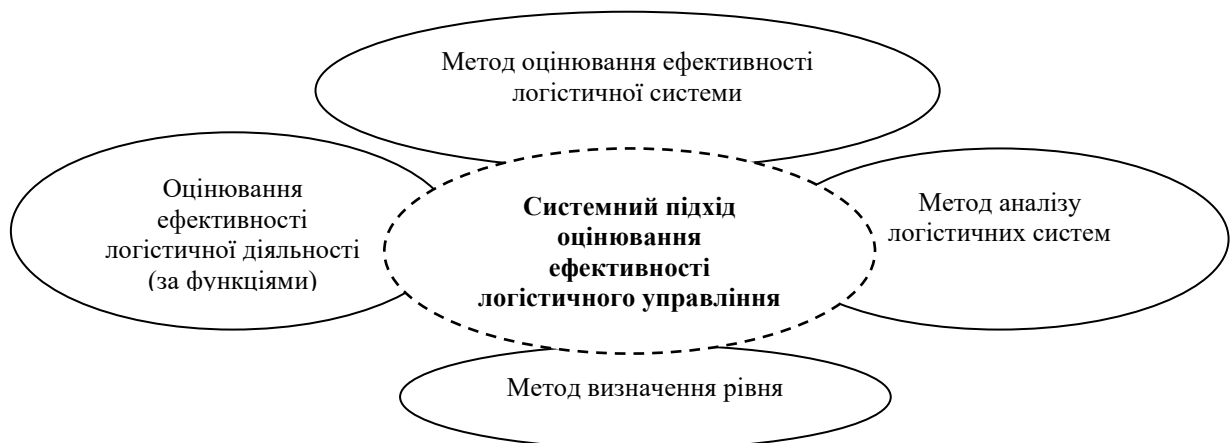 Метод оцінювання ефективності
логістичної системи
Оцінювання
ефективності
логістичної діяльності
(за функціями)
Системний підхід
оцінювання
ефективності
логістичного управління
Метод аналізу
логістичних систем
Метод визначення рівня